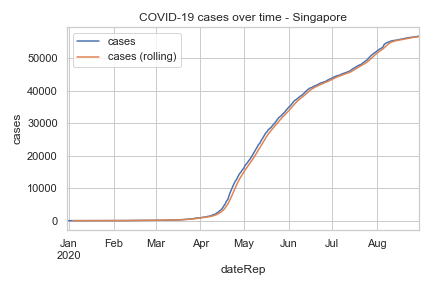 COVID-19 cases over time - Singapore
cases
cases (rolling)
50000
40000
30000
20000
10000
0
cases
Jan Feb Mar Apr May Jun Jul Aug
2020
dateRep